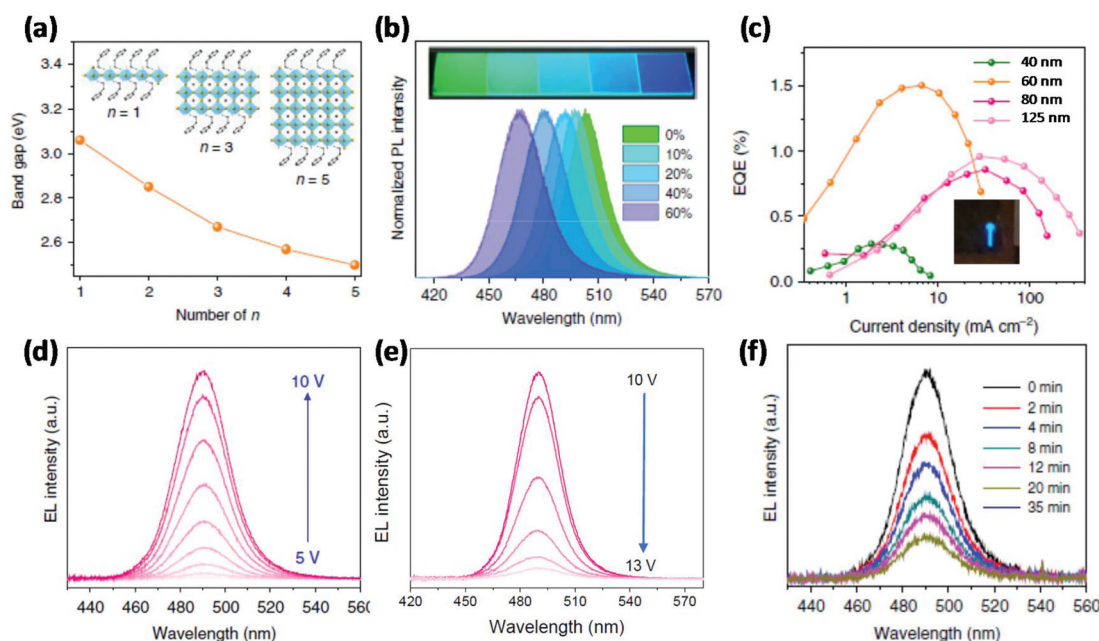 (a)
Band gap (eV)
3.4
3.2
3.0
2.8
2.6
n = 1
n = 3
n = 5
1 2 3 4 5
Number of n
(b)
Normalized PL intensity
0%
10%
20%
40%
60%
420 450 480 510 540 570
Wavelength (nm)
(c)
EQE (%)
1.5
1.0
0.5
0.0
40 nm
60 nm
80 nm
125 nm
1 10 100
Current density (mA cm⁻²)
(d)
EL intensity (a.u.)
10 V
5 V
440 460 480 500 520 540 560
Wavelength (nm)
(e)
EL intensity (a.u.)
10 V
13 V
420 450 480 510 540 570
Wavelength (nm)
(f)
EL intensity (a.u.)
0 min
2 min
4 min
8 min
12 min
20 min
35 min
440 460 480 500 520 540 560
Wavelength (nm)